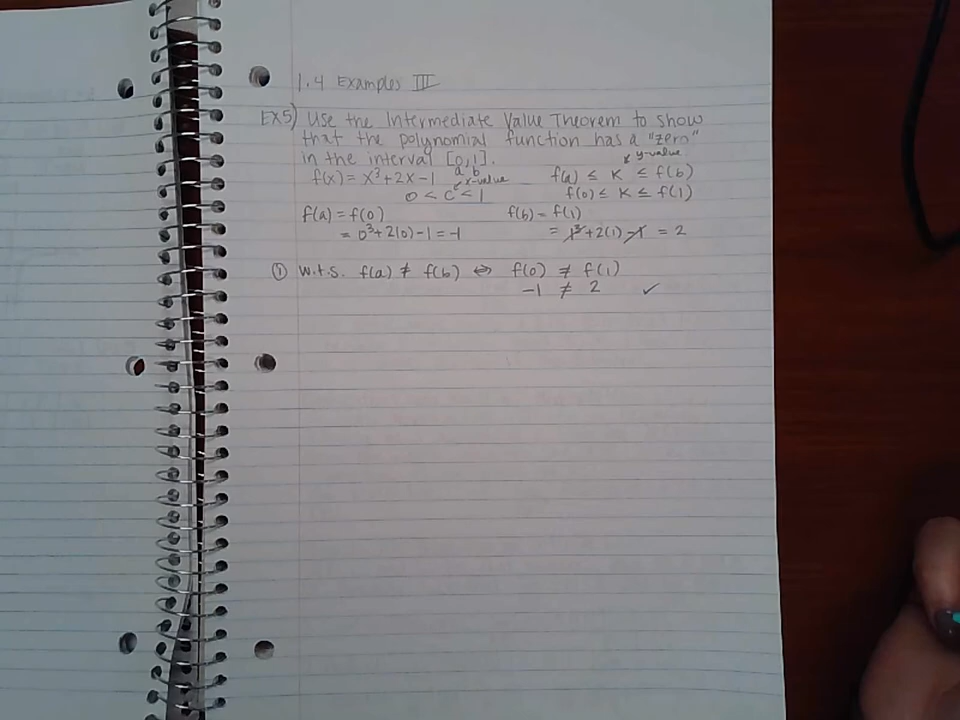 1.4 Examples III
EX5) Use the Intermediate Value Theorem to show
that the polynomial function has a "zero"
in the interval [0,1].
a b
y-value
f(x) = x³+2x-1
x-value
f(a) ≤ K ≤ f(b)
0 < c < 1
f(0) ≤ K ≤ f(1)
f(a) = f(0)
f(b) = f(1)
= 0³+2(0)-1 = -1
= 1³+2(1)-1 = 2
① W.t.s. f(a) ≠ f(b) ⇔ f(0) ≠ f(1)
-1 ≠ 2 ✓